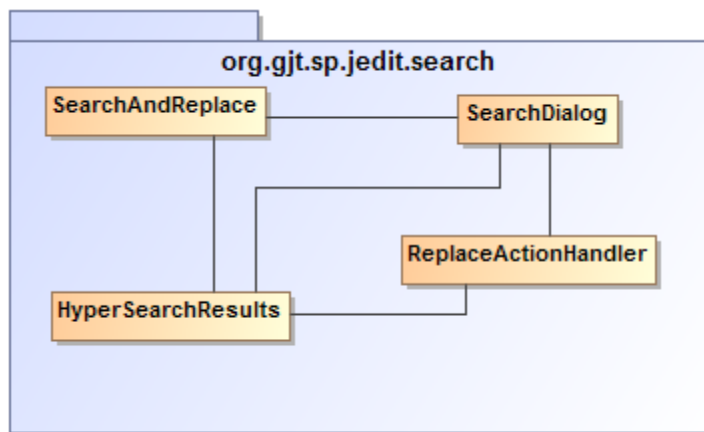 org.gjt.sp.jedit.search
SearchAndReplace
SearchDialog
ReplaceActionHandler
HyperSearchResults